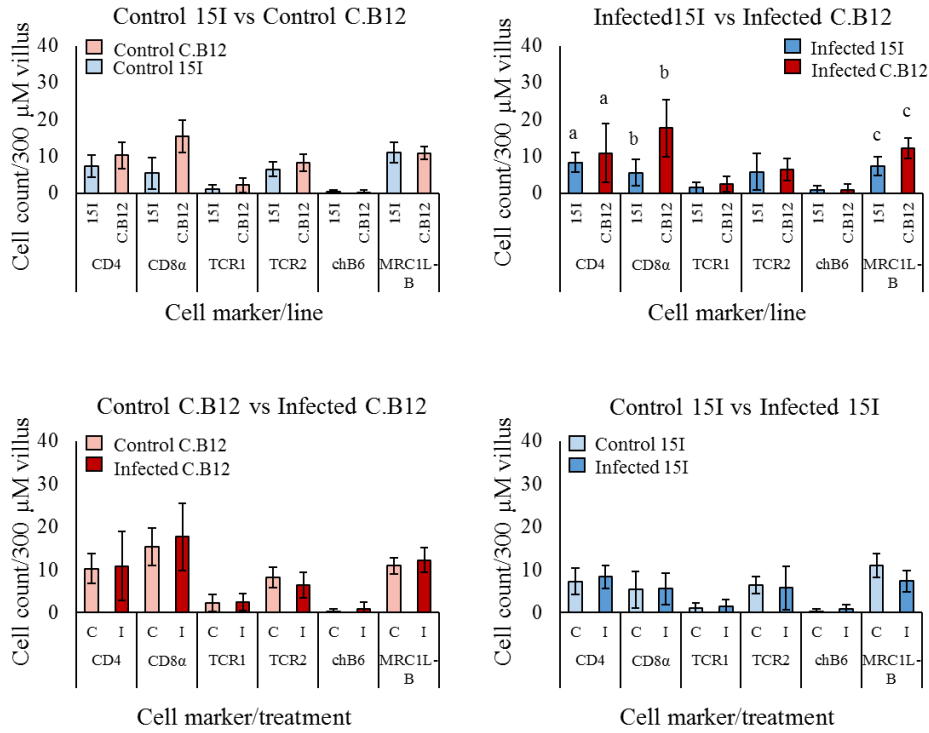 Control 15I vs Control C.B12
Cell count/300 µM villus
40
30
20
10
0
Control C.B12
Control 15I
15I
C.B12
15I
C.B12
15I
C.B12
15I
C.B12
15I
C.B12
15I
C.B12
CD4
CD8α
TCR1
TCR2
chB6
MRC1L-
B
Cell marker/line
Infected15I vs Infected C.B12
Cell count/300 µM villus
40
30
20
10
0
Infected 15I
Infected C.B12
a
a
b
b
c
c
15I
C.B12
15I
C.B12
15I
C.B12
15I
C.B12
15I
C.B12
15I
C.B12
CD4
CD8α
TCR1
TCR2
chB6
MRC1L-
B
Cell marker/line
Control C.B12 vs Infected C.B12
Cell count/300 µM villus
40
30
20
10
0
Control C.B12
Infected C.B12
C I C I C I C I C I C I
CD4 CD8α TCR1 TCR2 chB6 MRC1L-
B
Cell marker/treatment
Control 15I vs Infected 15I
Cell count/300 µM villus
40
30
20
10
0
Control 15I
Infected 15I
C I C I C I C I C I C I
CD4 CD8α TCR1 TCR2 chB6 MRC1L-
B
Cell marker/treatment